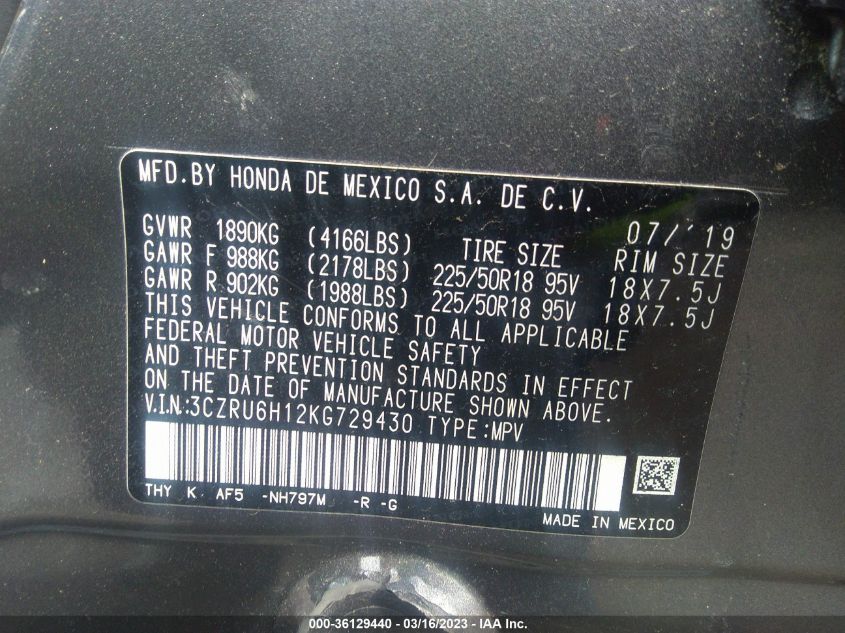 MFD.BY HONDA DE MEXICO S.A. DE C.V.
07/'19
GVWR 1890KG (4166LBS) TIRE SIZE RIM SIZE
GAWR F 988KG (2178LBS) 225/50R18 95V 18X7.5J
GAWR R 902KG (1988LBS) 225/50R18 95V 18X7.5J
THIS VEHICLE CONFORMS TO ALL APPLICABLE
FEDERAL MOTOR VEHICLE SAFETY
AND THEFT PREVENTION STANDARDS IN EFFECT
ON THE DATE OF MANUFACTURE SHOWN ABOVE.
V.I.N.:3CZRU6H12KG729430 TYPE:MPV
THY K AF5 -NH797M -R -G
MADE IN MEXICO
000-36129440 - 03/16/2023 - IAA Inc.